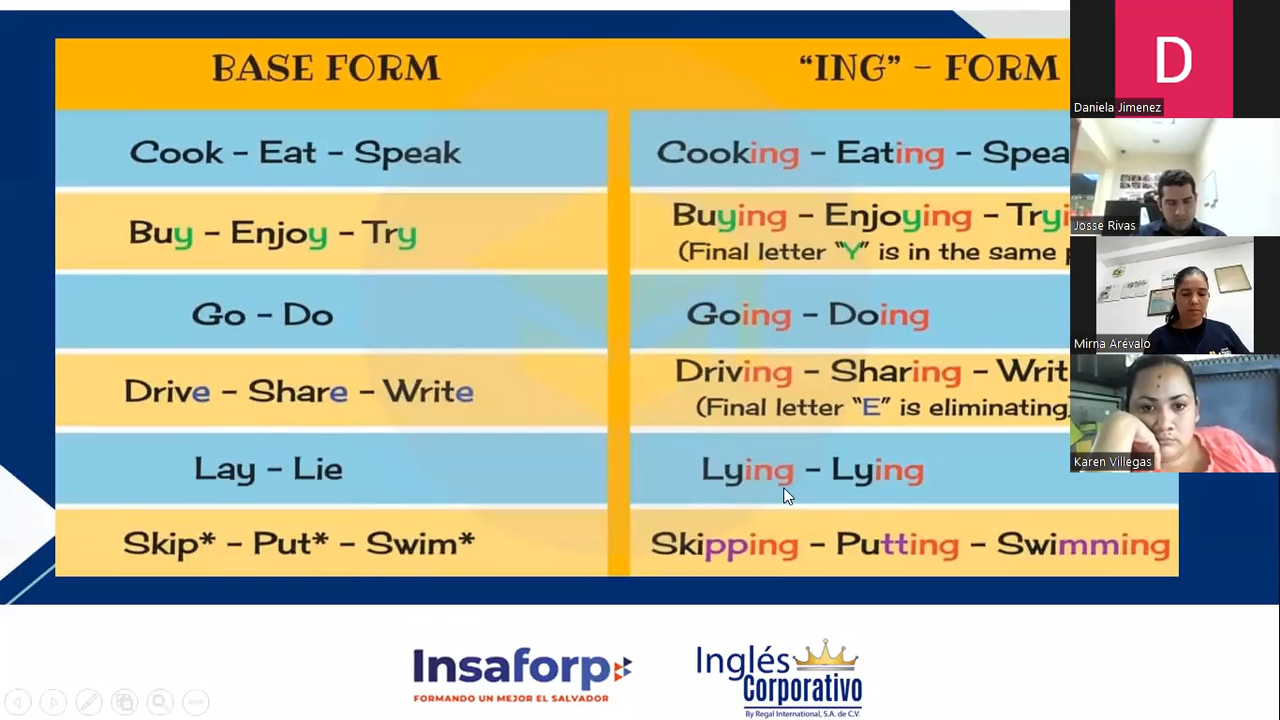 BASE FORM
"ING" - FORM
Cook - Eat - Speak
Cooking - Eating - Spea
Buy - Enjoy - Try
Buying - Enjoying - Tryi
(Final letter "Y" is in the same p
Go - Do
Going - Doing
Drive - Share - Write
Driving - Sharing - Writ
(Final letter "E" is eliminating
Lay - Lie
Lying - Lying
Skip* - Put* - Swim*
Skipping - Putting - Swimming
D
Daniela Jimenez
Josse Rivas
Mirna Arévalo
Karen Villegas
Insaforp
FORMANDO UN MEJOR EL SALVADOR
Inglés
Corporativo
By Regal International, S.A. de C.V.